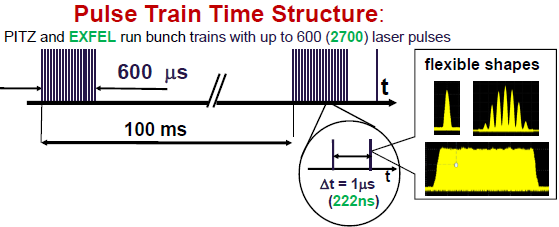 Pulse Train Time Structure:
PITZ and EXFEL run bunch trains with up to 600 (2700) laser pulses
flexible shapes
600 μs
t
100 ms
t
Δt = 1μs
(222ns)